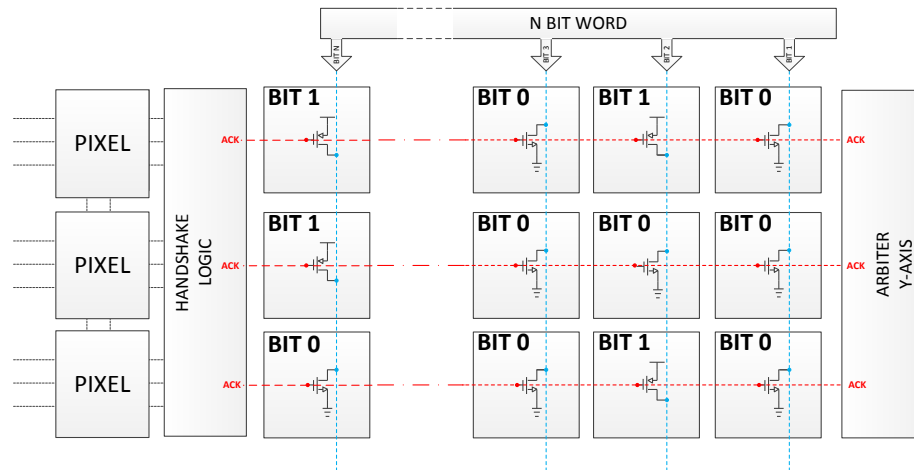 N BIT WORD
BIT N
BIT 3
BIT 2
BIT 1
BIT 1
BIT 0
BIT 1
BIT 0
PIXEL
ACK
ACK
BIT 1
BIT 0
BIT 0
BIT 0
PIXEL
HANDSHAKE
LOGIC
ACK
ACK
ARBITER
Y-AXIS
BIT 0
BIT 0
BIT 1
BIT 0
PIXEL
ACK
ACK